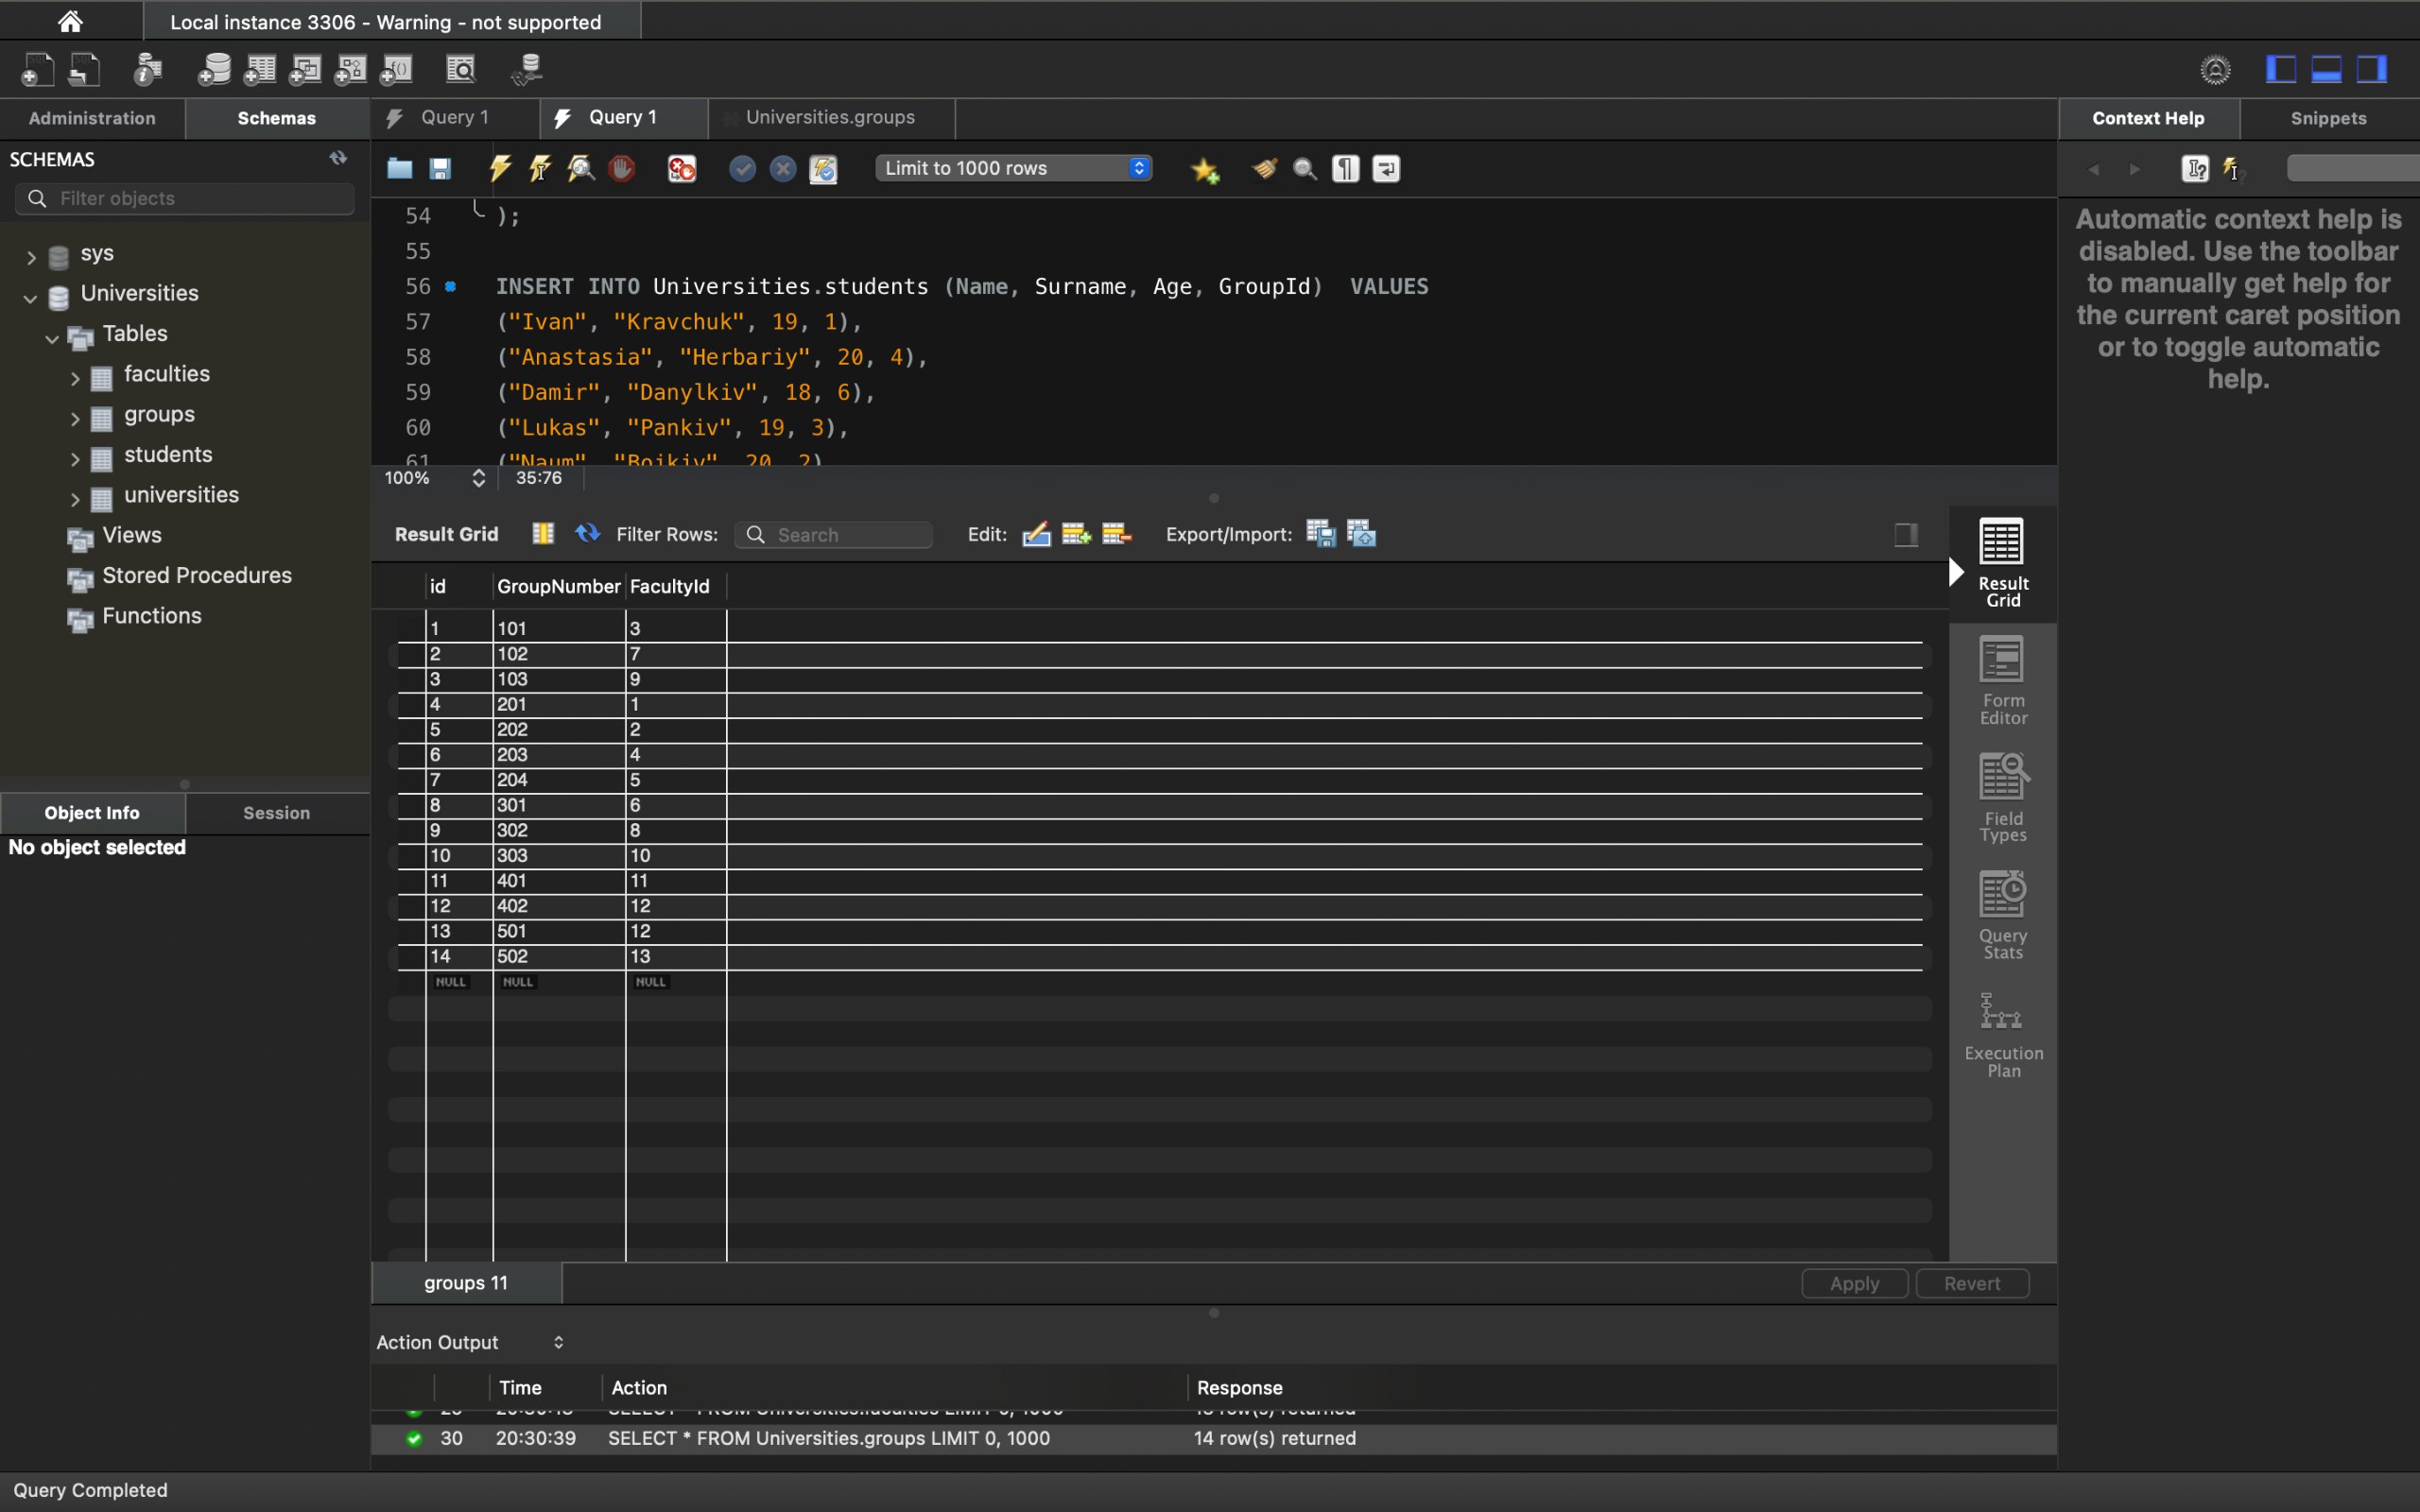 Local instance 3306 - Warning - not supported
Administration
Schemas
Query 1
Query 1
Universities.groups
Context Help
Snippets
SCHEMAS
Filter objects
sys
Universities
Tables
faculties
groups
students
universities
Views
Stored Procedures
Functions
Object Info
Session
No object selected
Limit to 1000 rows
54 );
55
56 INSERT INTO Universities.students (Name, Surname, Age, GroupId)  VALUES
57 ("Ivan", "Kravchuk", 19, 1),
58 ("Anastasia", "Herbariy", 20, 4),
59 ("Damir", "Danylkiv", 18, 6),
60 ("Lukas", "Pankiv", 19, 3),
61 ("Naum", "Boikiv", 20, 2)
100% 35:76
Result Grid Filter Rows: Search Edit: Export/Import:
id GroupNumber FacultyId
1 101 3
2 102 7
3 103 9
4 201 1
5 202 2
6 203 4
7 204 5
8 301 6
9 302 8
10 303 10
11 401 11
12 402 12
13 501 12
14 502 13
NULL NULL NULL
Result
Grid
Form
Editor
Field
Types
Query
Stats
Execution
Plan
groups 11
Apply
Revert
Action Output
Time Action Response
30 20:30:39 SELECT * FROM Universities.groups LIMIT 0, 1000 14 row(s) returned
Automatic context help is
disabled. Use the toolbar
to manually get help for
the current caret position
or to toggle automatic
help.
Query Completed